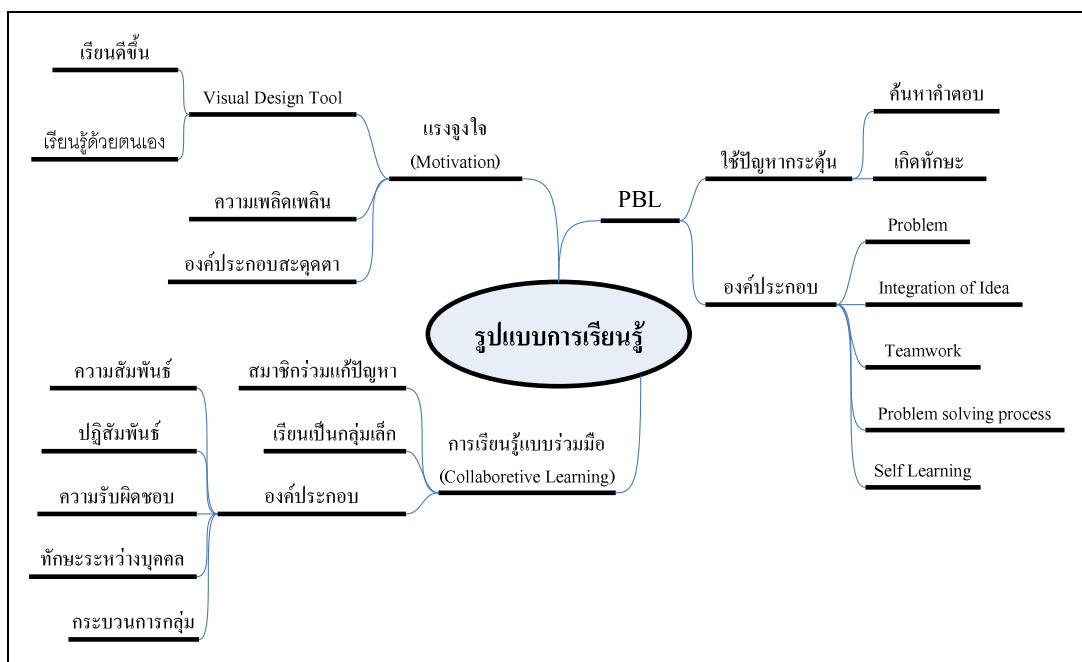 เรียนดีขึ้น
Visual Design Tool
เรียนรู้ด้วยตนเอง
แรงจูงใจ
(Motivation)
ความเพลิดเพลิน
องค์ประกอบสะดุดตา
ค้นหาคำตอบ
ใช้ปัญหากระตุ้น
เกิดทักษะ
PBL
Problem
องค์ประกอบ
Integration of Idea
Teamwork
Problem solving process
Self Learning
รูปแบบการเรียนรู้
ความสัมพันธ์
สมาชิกร่วมแก้ปัญหา
ปฏิสัมพันธ์
เรียนเป็นกลุ่มเล็ก
การเรียนรู้แบบร่วมมือ
(Collaboretive Learning)
ความรับผิดชอบ
องค์ประกอบ
ทักษะระหว่างบุคคล
กระบวนการกลุ่ม